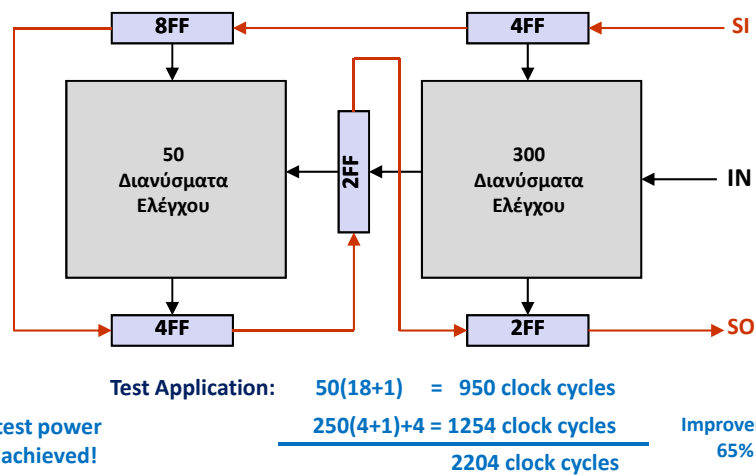 8FF
4FF
SI
50
Διανύσματα
Ελέγχου
2FF
300
Διανύσματα
Ελέγχου
IN
4FF
2FF
SO
Test Application: 50(18+1) = 950 clock cycles
test power
achieved!
250(4+1)+4 = 1254 clock cycles
Improve
65%
2204 clock cycles